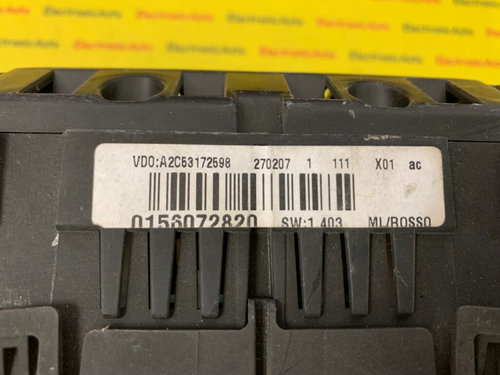 VDO:A2C53172598 270207 1 111 X01 ac
0156072820 SW:1.403 MI/ROSSO